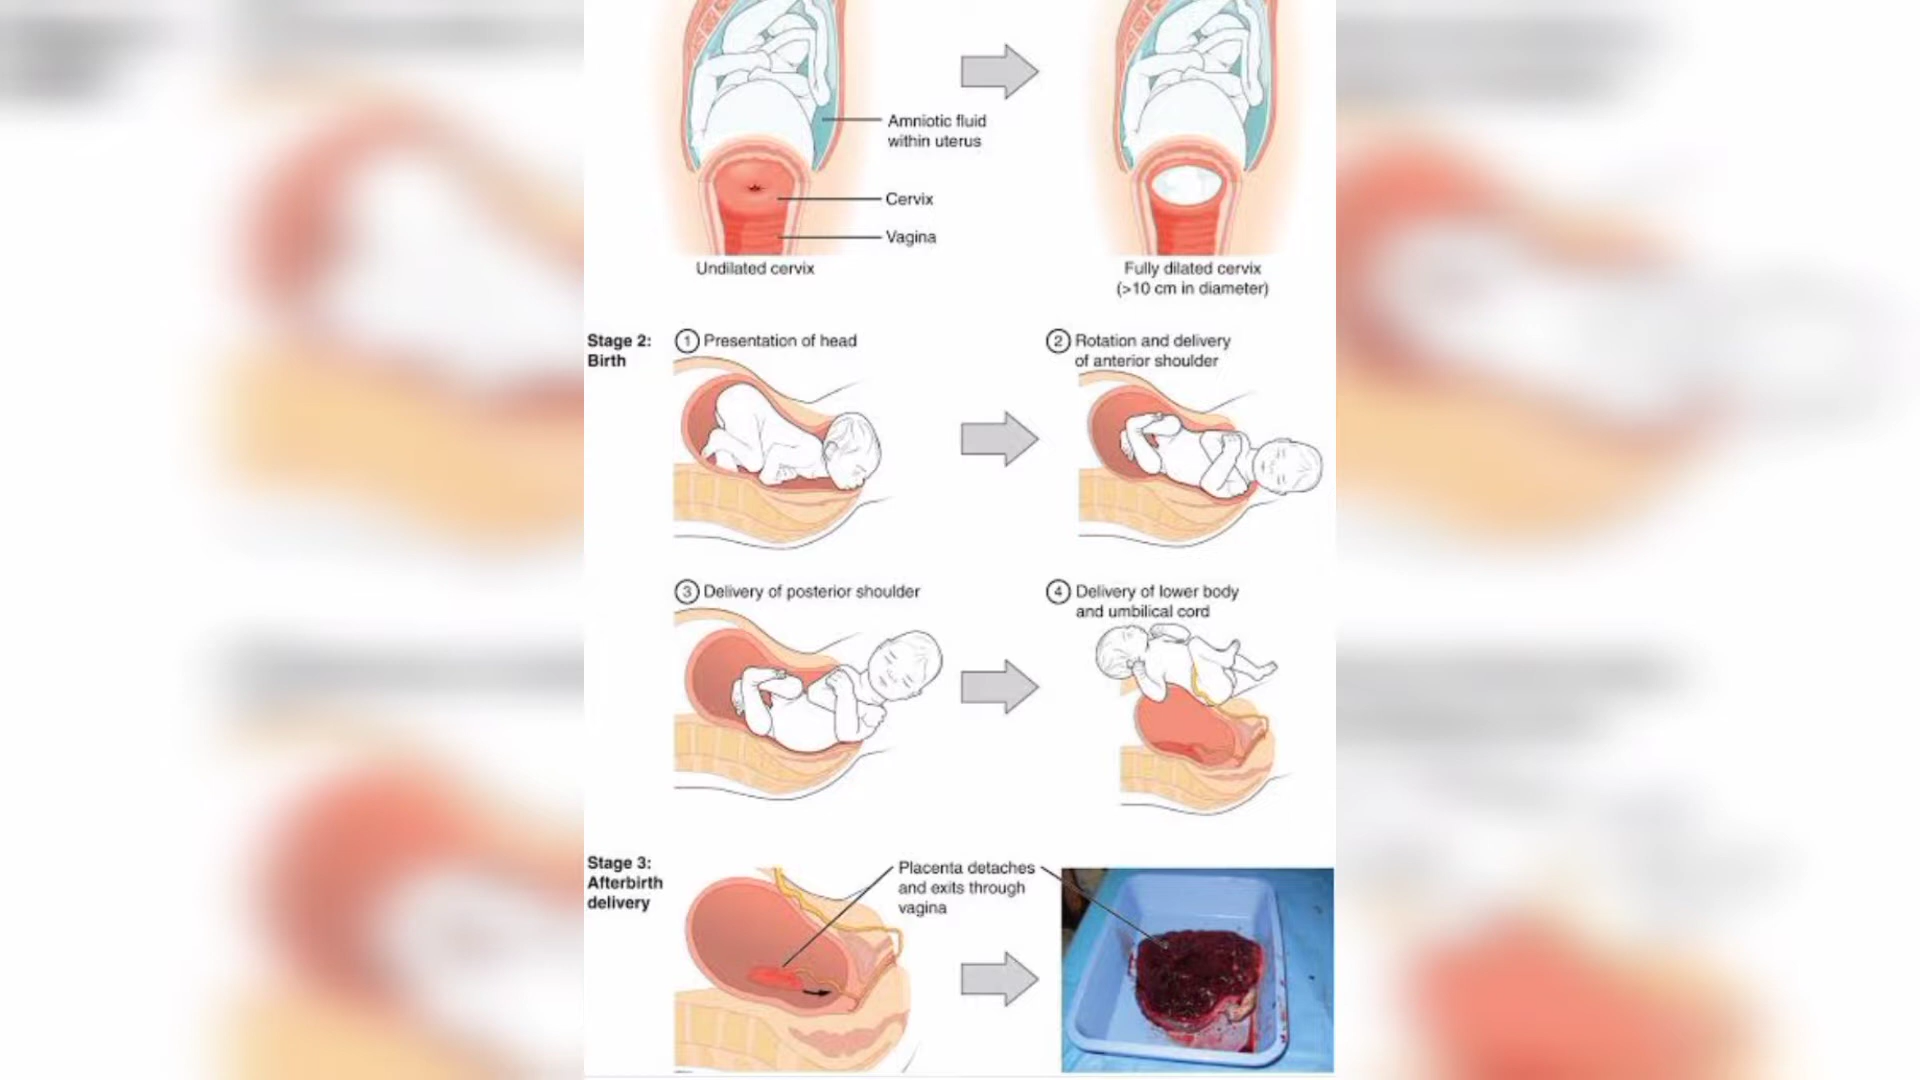 Amniotic fluid
within uterus
Cervix
Vagina
Undilated cervix
Fully dilated cervix
(>10 cm in diameter)
Stage 2:
Birth
1 Presentation of head
2 Rotation and delivery
of anterior shoulder
3 Delivery of posterior shoulder
4 Delivery of lower body
and umbilical cord
Stage 3:
Afterbirth
delivery
Placenta detaches
and exits through
vagina